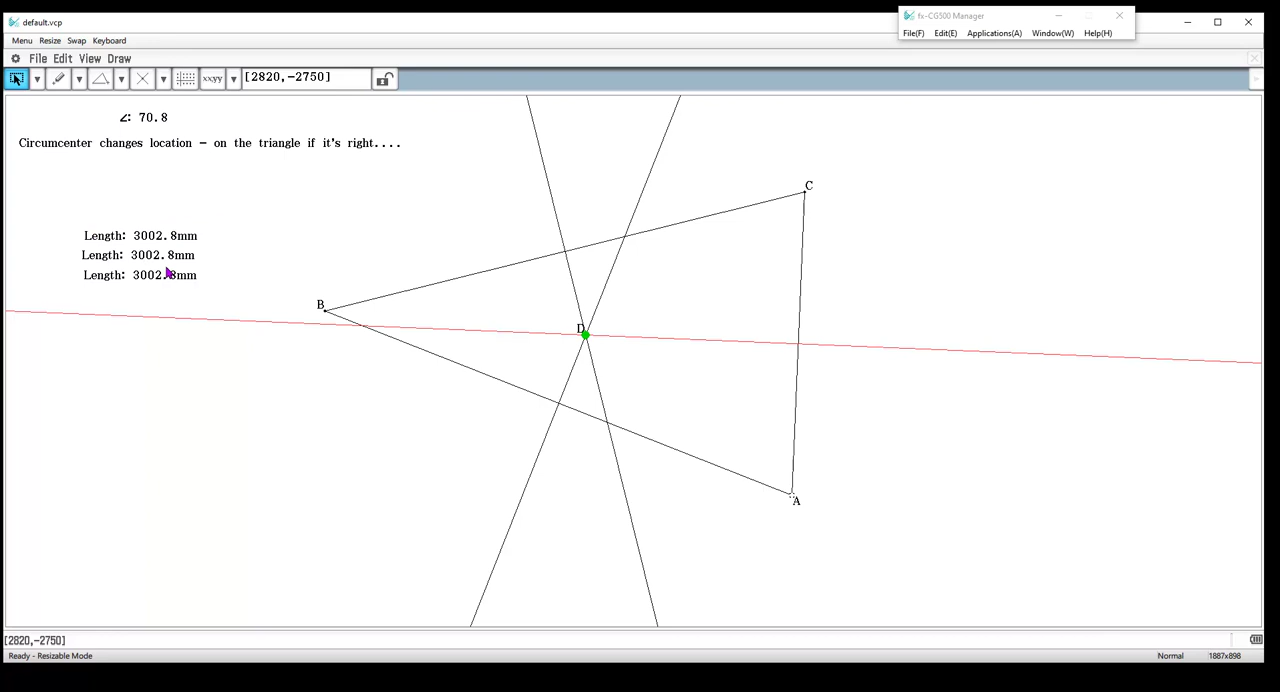 default.vcp
fx-CG500 Manager
Menu Resize Swap Keyboard
File(F) Edit(E) Applications(A) Window(W) Help(H)
File Edit View Draw
xx,yy
[2820,-2750]
∠: 70.8
Circumcenter changes location - on the triangle if it's right....
C
Length: 3002.8mm
Length: 3002.8mm
Length: 3002.8mm
B
D
A
[2820,-2750]
Ready - Resizable Mode
Normal
1887x898